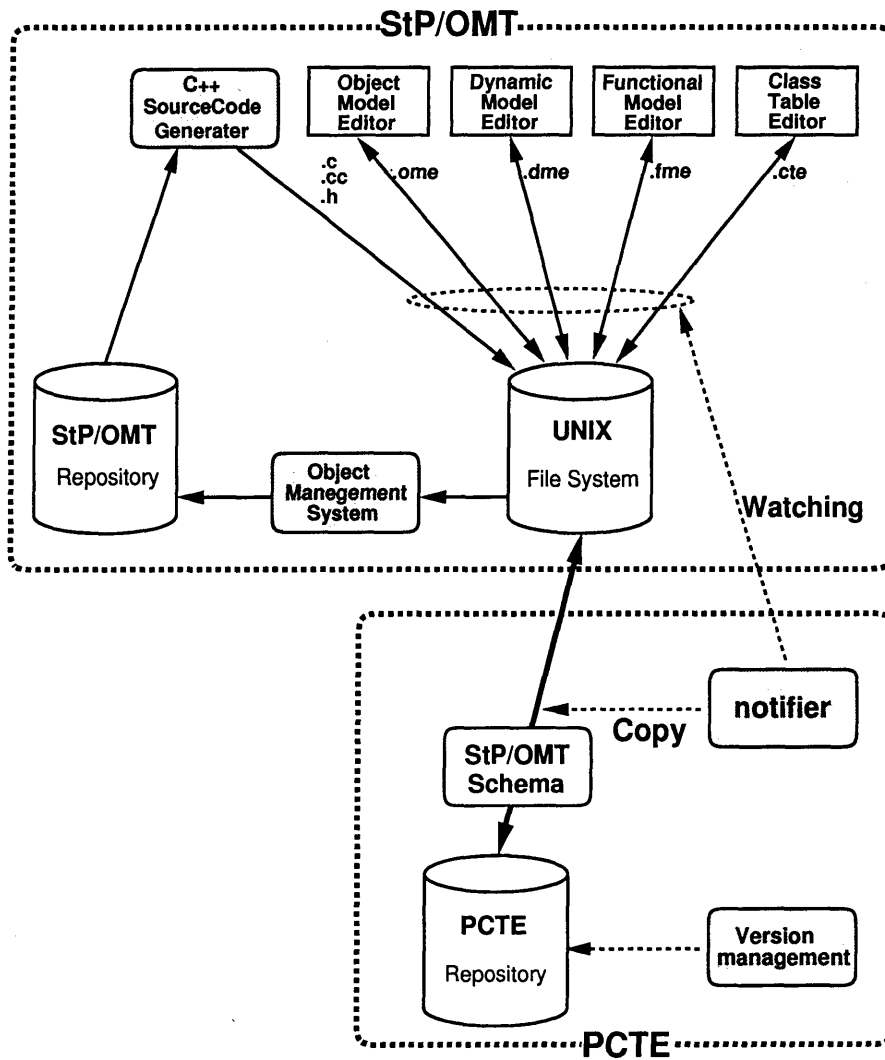 StP/OMT
C++
SourceCode
Generater
Object
Model
Editor
Dynamic
Model
Editor
Functional
Model
Editor
Class
Table
Editor
.c
.cc
.h
.ome
.dme
.fme
.cte
StP/OMT
Repository
Object
Manegement
System
UNIX
File System
Watching
notifier
Copy
StP/OMT
Schema
PCTE
Repository
Version
management
PCTE